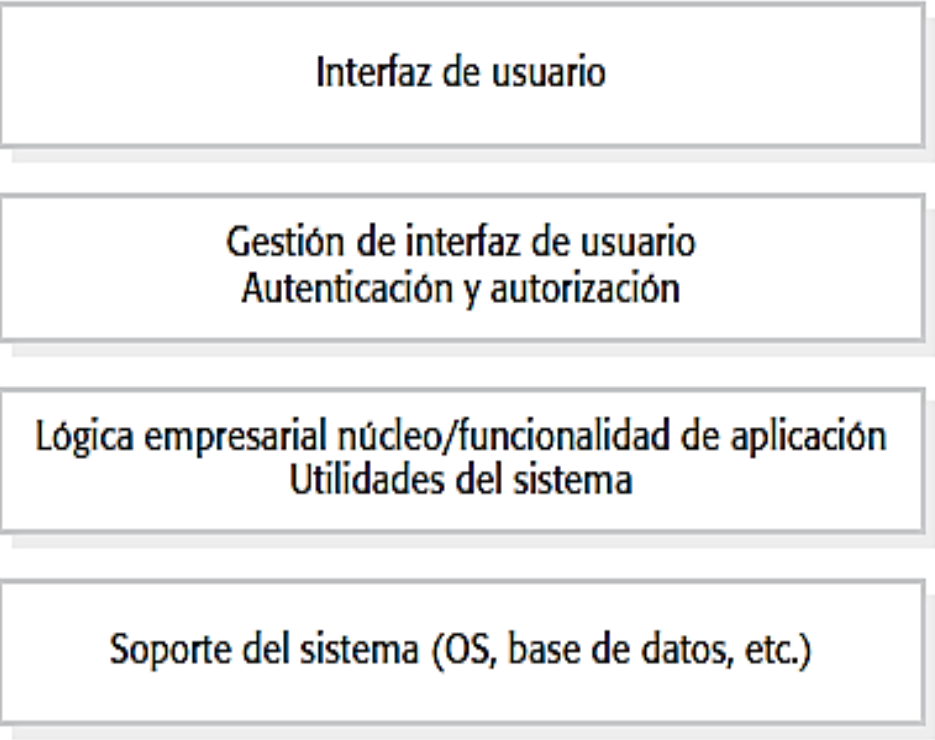 Interfaz de usuario
Gestión de interfaz de usuario
Autenticación y autorización
Lógica empresarial núcleo/funcionalidad de aplicación
Utilidades del sistema
Soporte del sistema (OS, base de datos, etc.)